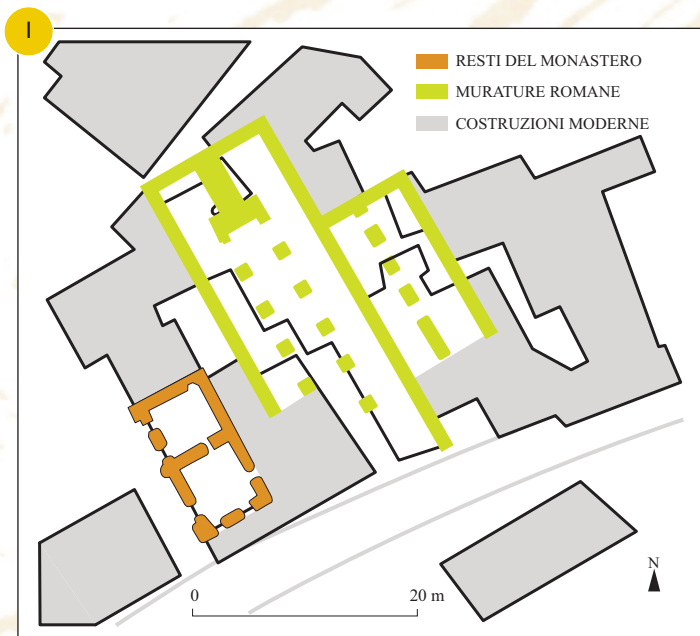 I
RESTI DEL MONASTERO
MURATURE ROMANE
COSTRUZIONI MODERNE
N
0 20 m